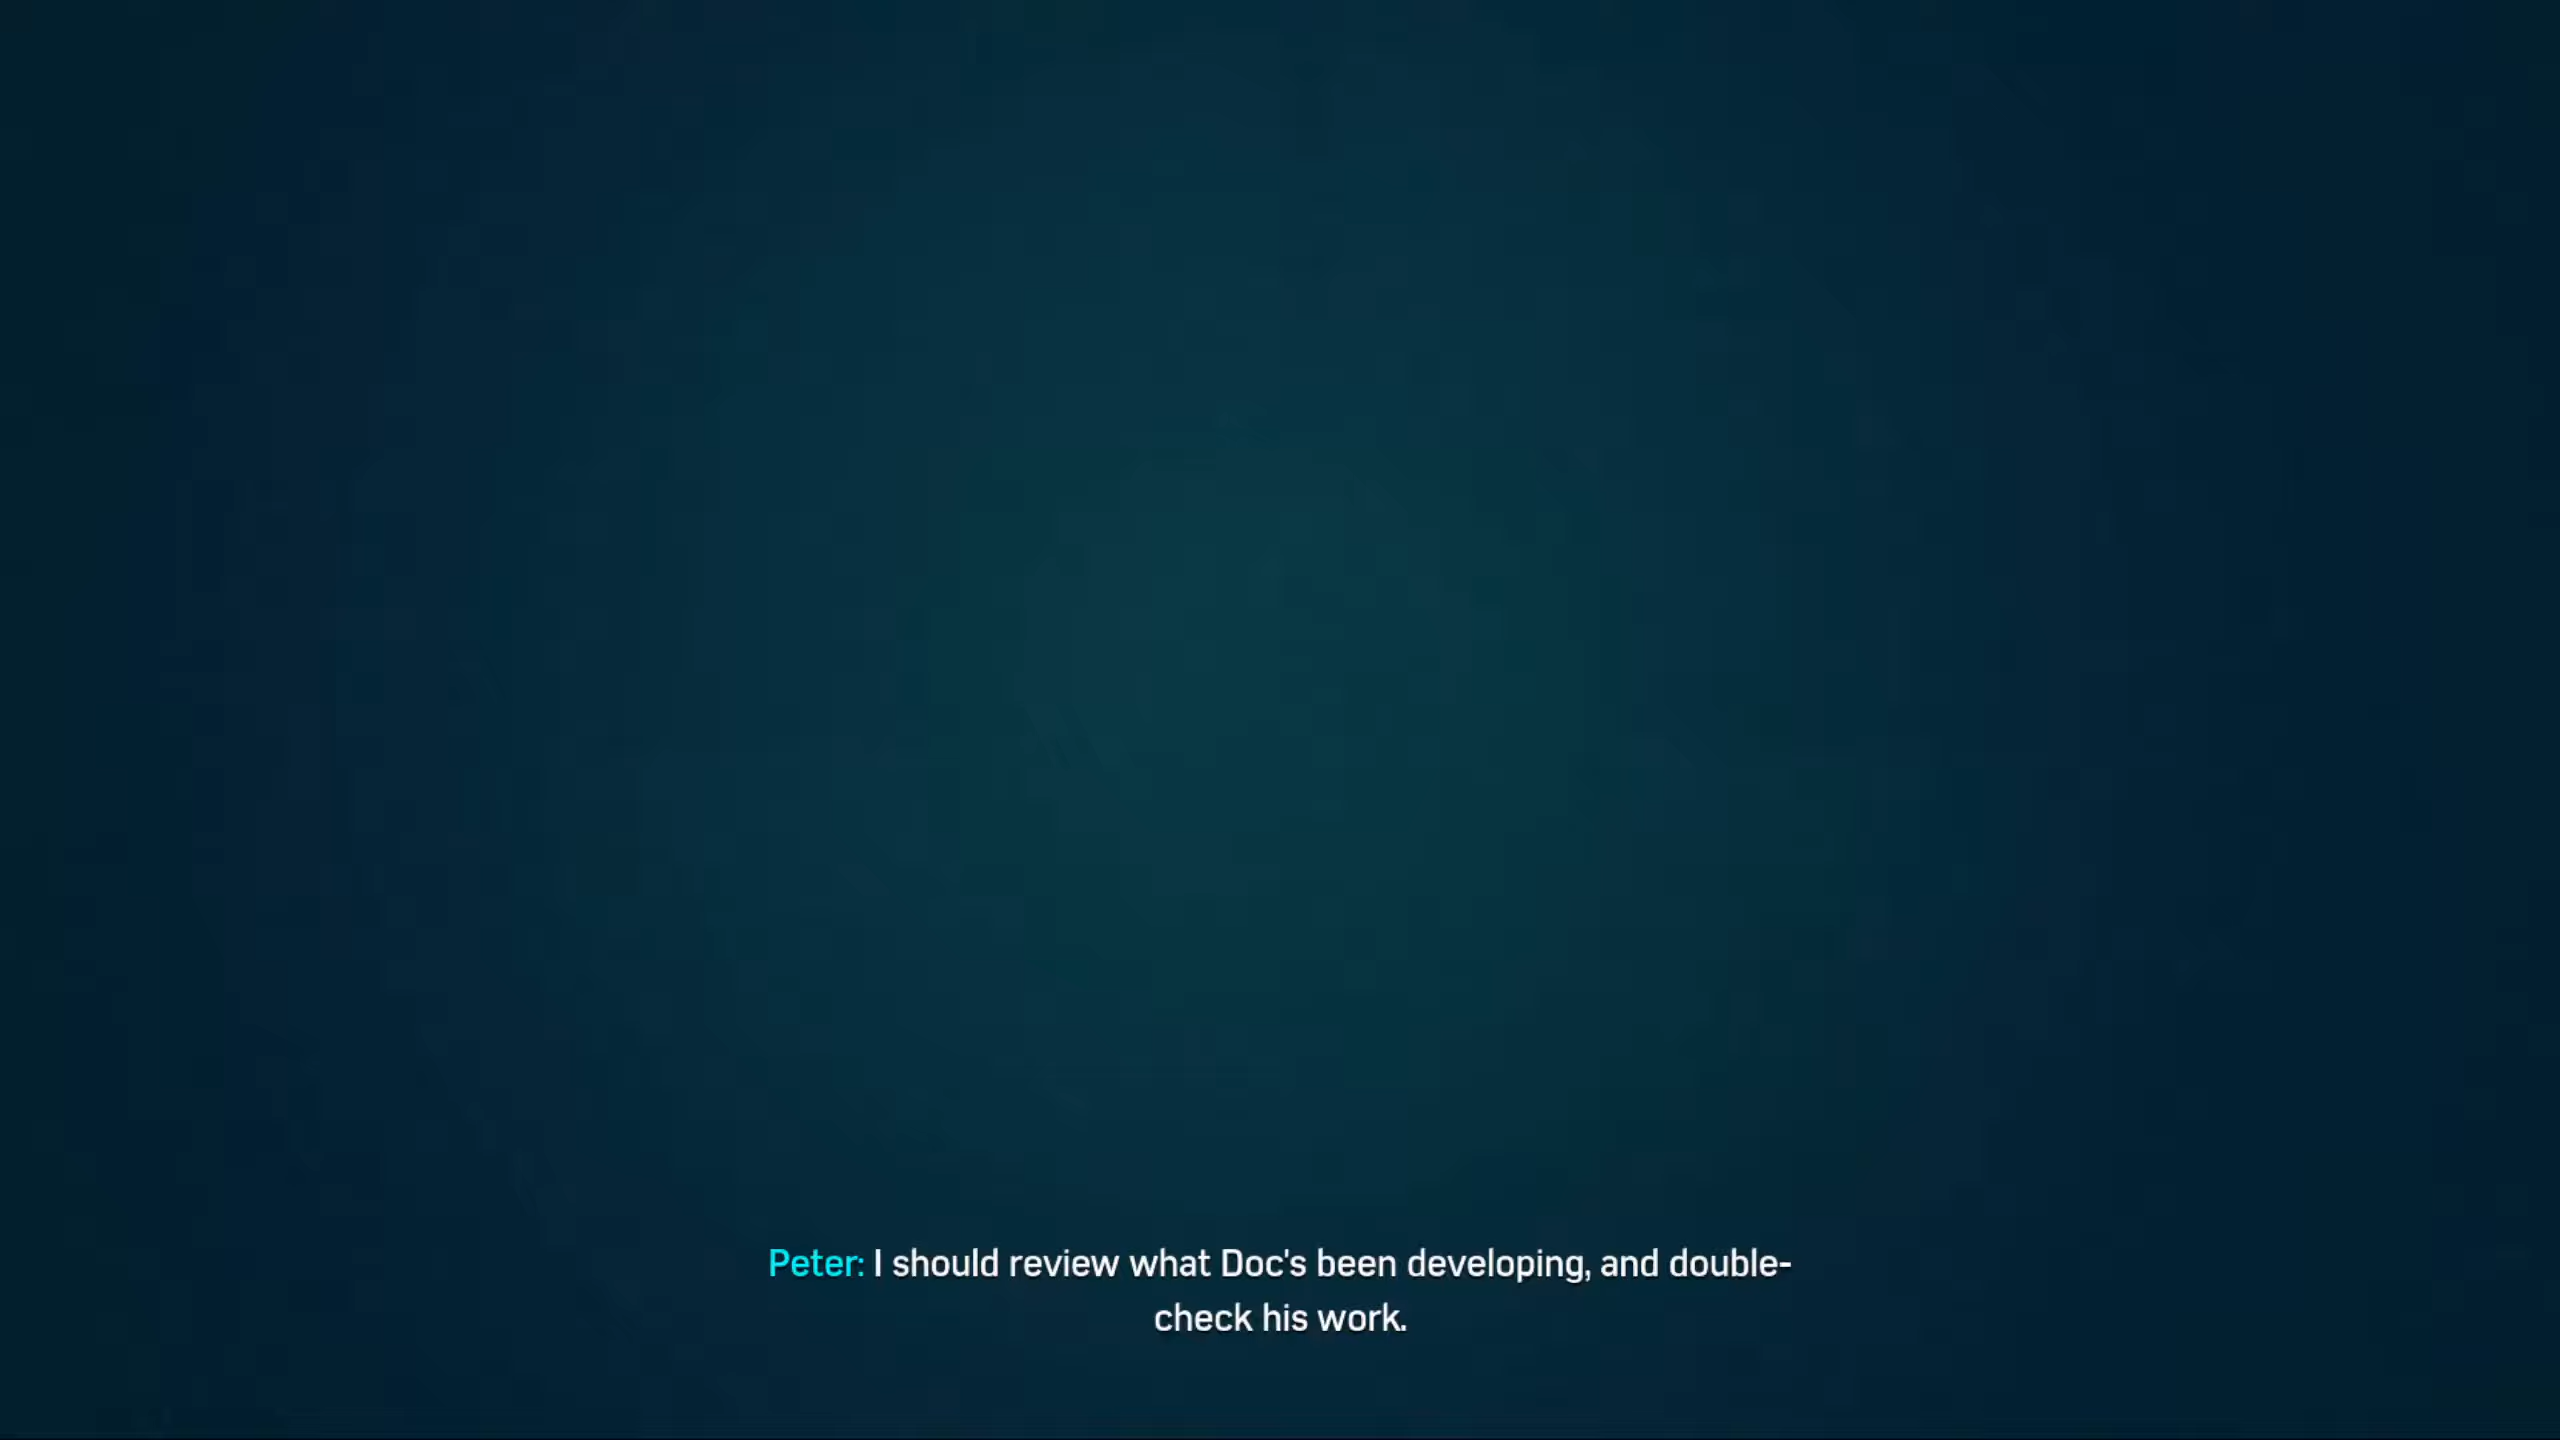 Peter: I should review what Doc's been developing, and double-
check his work.